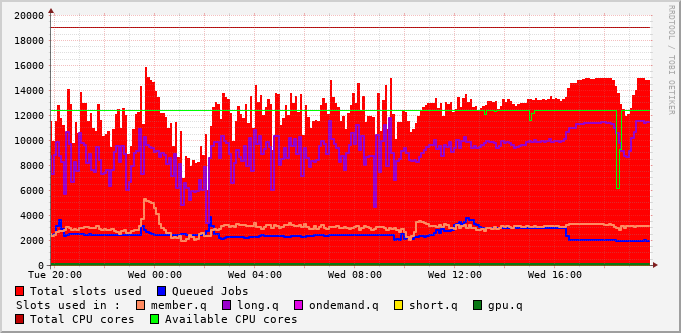 20000
18000
16000
14000
12000
10000
8000
6000
4000
2000
0
Tue 20:00 Wed 00:00 Wed 04:00 Wed 08:00 Wed 12:00 Wed 16:00
Total slots used Queued Jobs
Slots used in : member.q long.q ondemand.q short.q gpu.q
Total CPU cores Available CPU cores
RRDTOOL / TOBI OETIKER